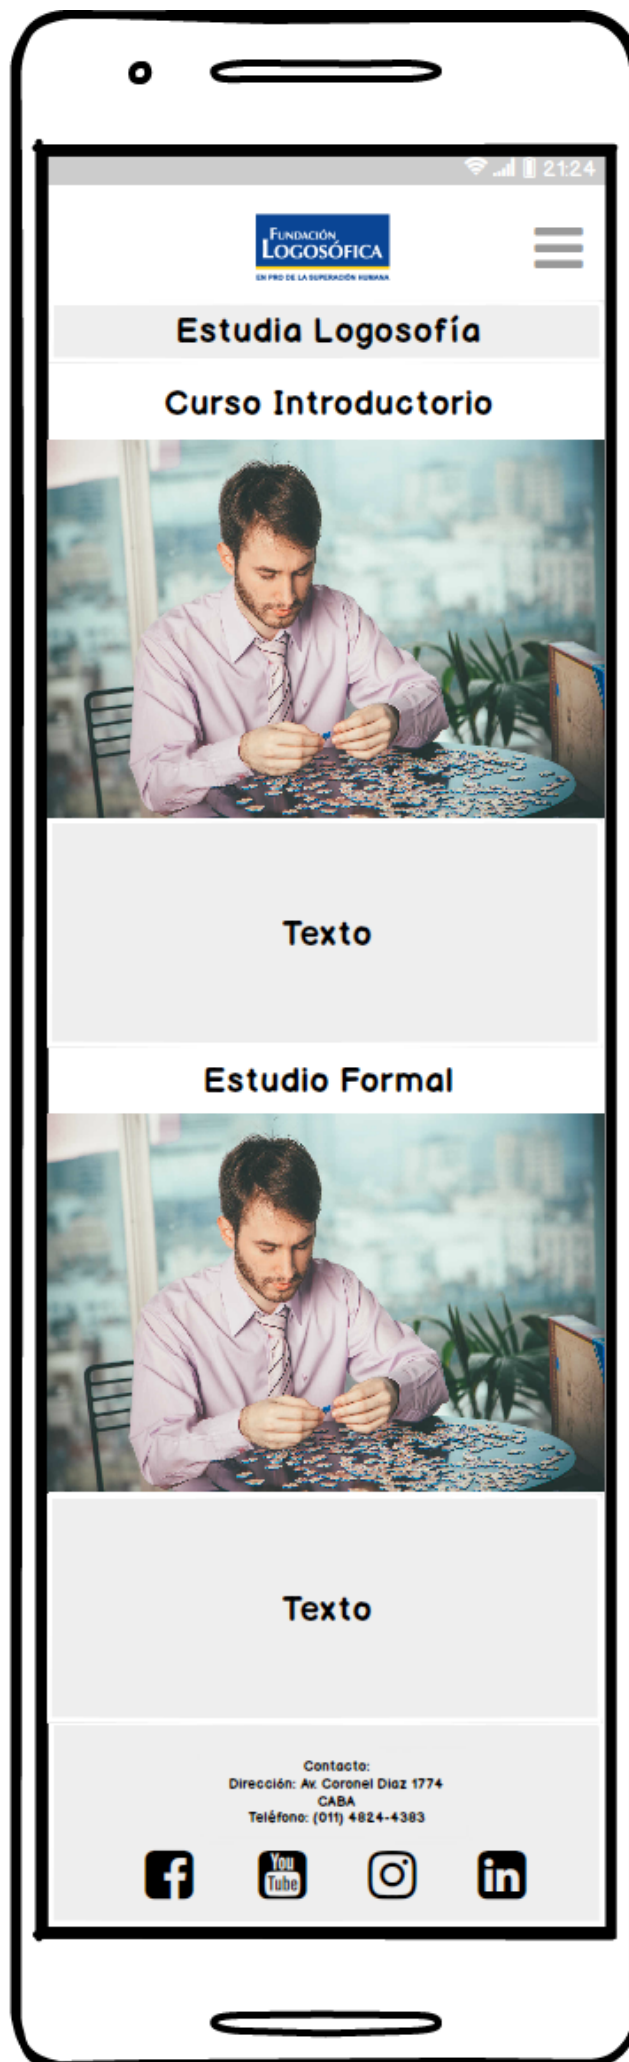 21:24
FUNDACIÓN
LOGOSÓFICA
EN PRO DE LA SUPERACIÓN HUMANA
Estudia Logosofía
Curso Introductorio
Texto
Estudio Formal
Texto
Contacto:
Dirección: Av. Coronel Diaz 1774
CABA
Teléfono: (011) 4824-4383
You
Tube
in